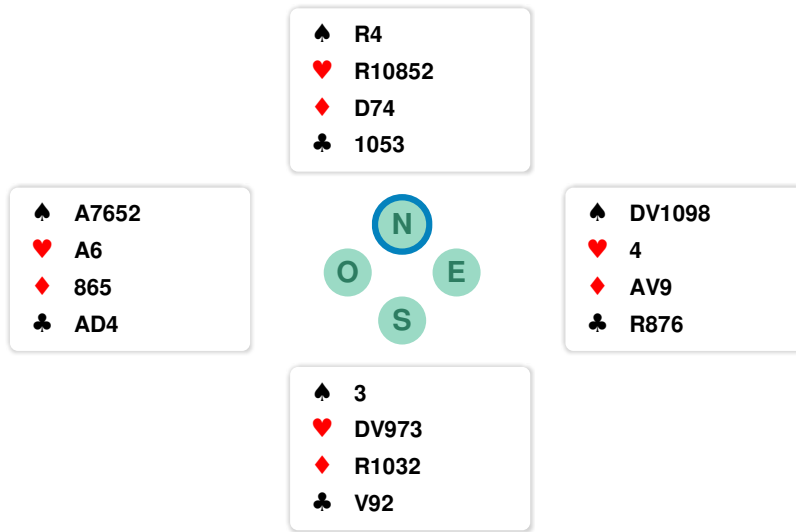 ♠ R4
♥ R10852
♦ D74
♣ 1053
♠ A7652
♥ A6
♦ 865
♣ AD4
N
O
E
S
♠ DV1098
♥ 4
♦ AV9
♣ R876
♠ 3
♥ DV973
♦ R1032
♣ V92